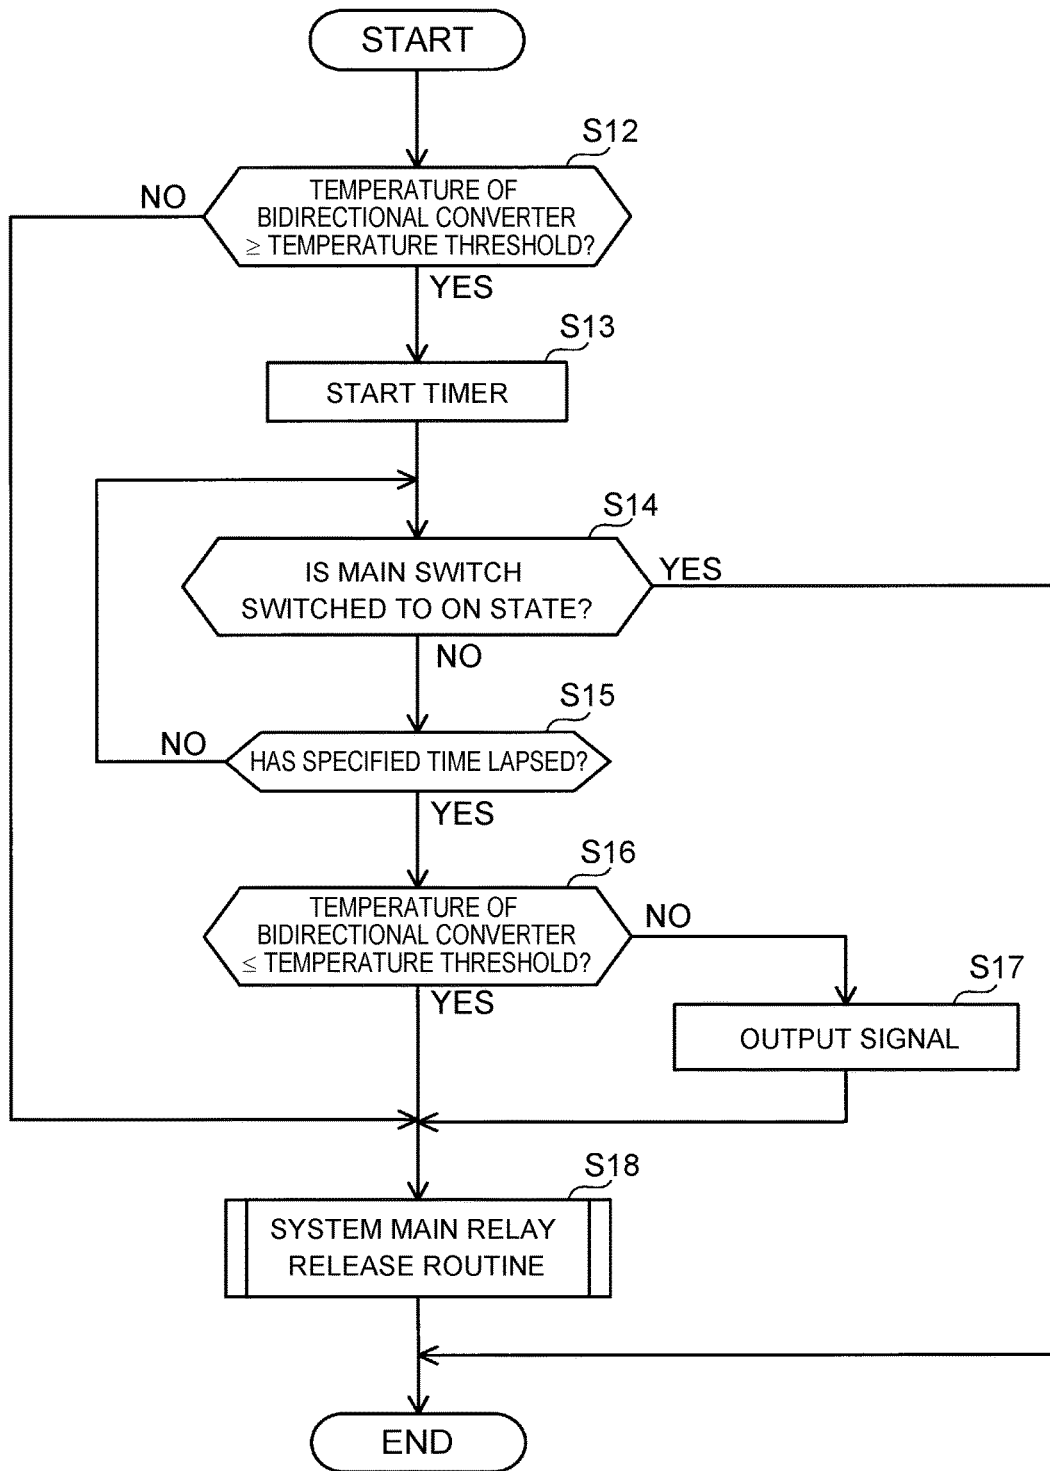 START
S12
NO
TEMPERATURE OF
BIDIRECTIONAL CONVERTER
≥ TEMPERATURE THRESHOLD?
YES
S13
START TIMER
S14
IS MAIN SWITCH
SWITCHED TO ON STATE?
YES
NO
S15
NO
HAS SPECIFIED TIME LAPSED?
YES
S16
TEMPERATURE OF
BIDIRECTIONAL CONVERTER
≤ TEMPERATURE THRESHOLD?
NO
YES
S17
OUTPUT SIGNAL
S18
SYSTEM MAIN RELAY
RELEASE ROUTINE
END